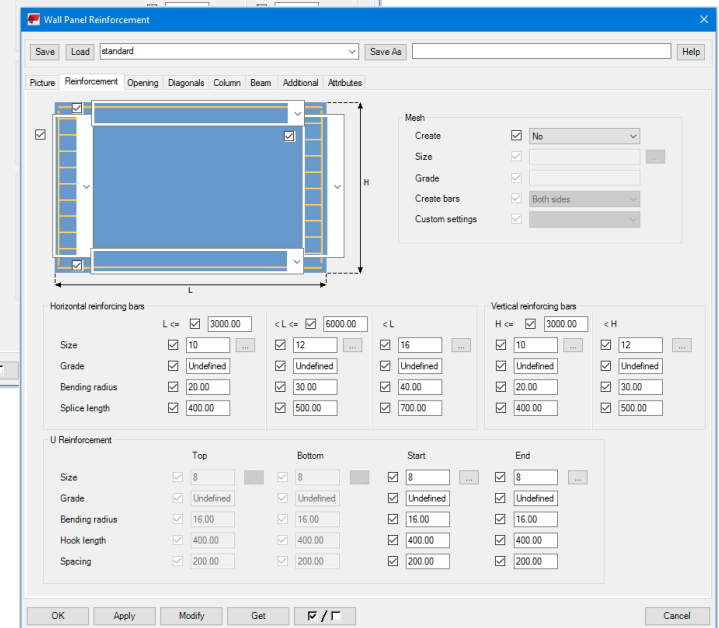 Wall Panel Reinforcement
Save Load standard Save As Help
Picture Reinforcement Opening Diagonals Column Beam Additional Attributes
H
L
Mesh
Create No
Size ...
Grade
Create bars Both sides
Custom settings
Horizontal reinforcing bars
L <= 3000.00 < L <= 6000.00 < L
Size 10 ... 12 ... 16 ...
Grade Undefined Undefined Undefined
Bending radius 20.00 30.00 40.00
Splice length 400.00 500.00 700.00
Vertical reinforcing bars
H <= 3000.00 < H
10 ... 12 ...
Undefined Undefined
20.00 30.00
400.00 500.00
U Reinforcement
Top Bottom Start End
Size 8 8 8 ... 8 ...
Grade Undefined Undefined Undefined Undefined
Bending radius 16.00 16.00 16.00 16.00
Hook length 400.00 400.00 400.00 400.00
Spacing 200.00 200.00 200.00 200.00
OK Apply Modify Get / Cancel